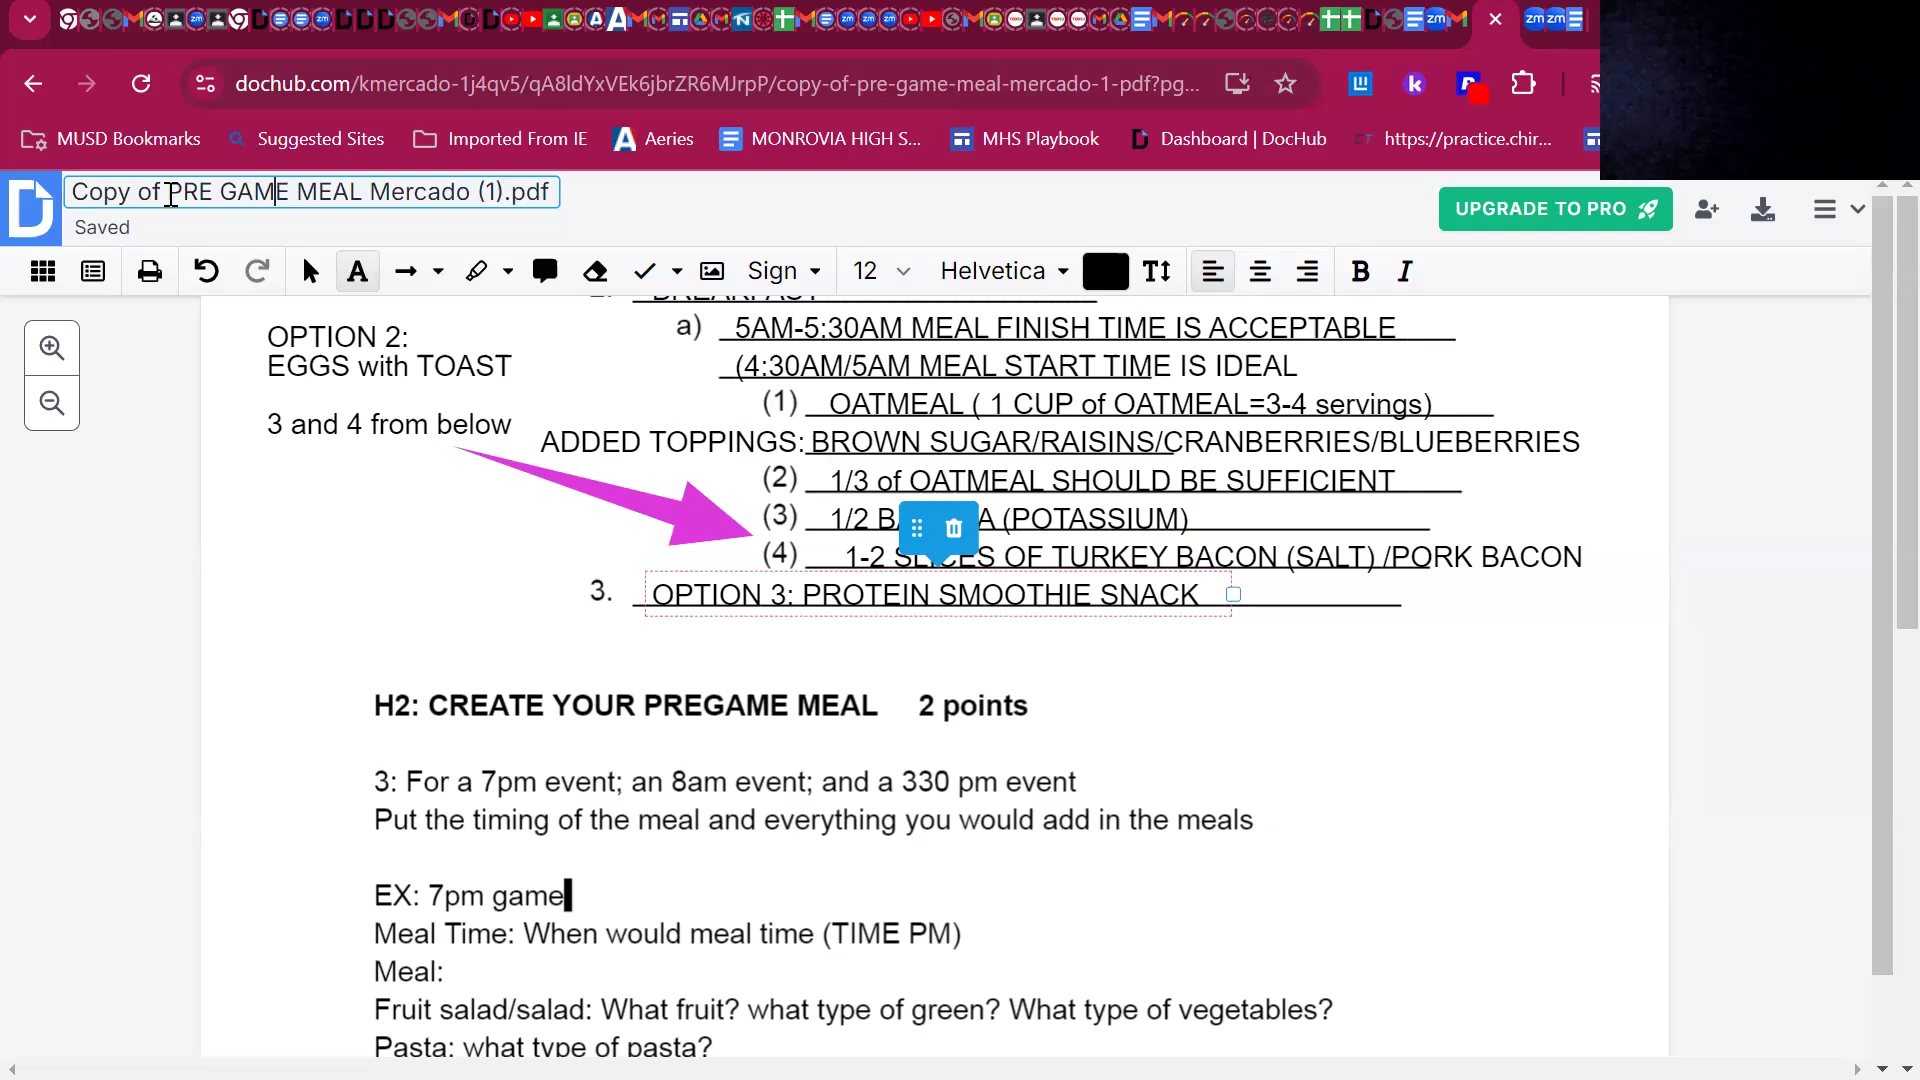 dochub.com/kmercado-1j4qv5/qA8ldYxVEk6jbrZR6MJrpP/copy-of-pre-game-meal-mercado-1-pdf?pg...
MUSD Bookmarks Suggested Sites Imported From IE Aeries MONROVIA HIGH S... MHS Playbook Dashboard | DocHub https://practice.chir...
Copy of PRE GAME MEAL Mercado (1).pdf
Saved
UPGRADE TO PRO
Sign 12 Helvetica B I
OPTION 2:
EGGS with TOAST
3 and 4 from below
a) 5AM-5:30AM MEAL FINISH TIME IS ACCEPTABLE
(4:30AM/5AM MEAL START TIME IS IDEAL
(1) OATMEAL ( 1 CUP of OATMEAL=3-4 servings)
ADDED TOPPINGS: BROWN SUGAR/RAISINS/CRANBERRIES/BLUEBERRIES
(2) 1/3 of OATMEAL SHOULD BE SUFFICIENT
(3) 1/2 (POTASSIUM)
(4) 1-2 SLICES OF TURKEY BACON (SALT) /PORK BACON
3. OPTION 3: PROTEIN SMOOTHIE SNACK
H2: CREATE YOUR PREGAME MEAL 2 points
3: For a 7pm event; an 8am event; and a 330 pm event
Put the timing of the meal and everything you would add in the meals
EX: 7pm game
Meal Time: When would meal time (TIME PM)
Meal:
Fruit salad/salad: What fruit? what type of green? What type of vegetables?
Pasta: what type of pasta?